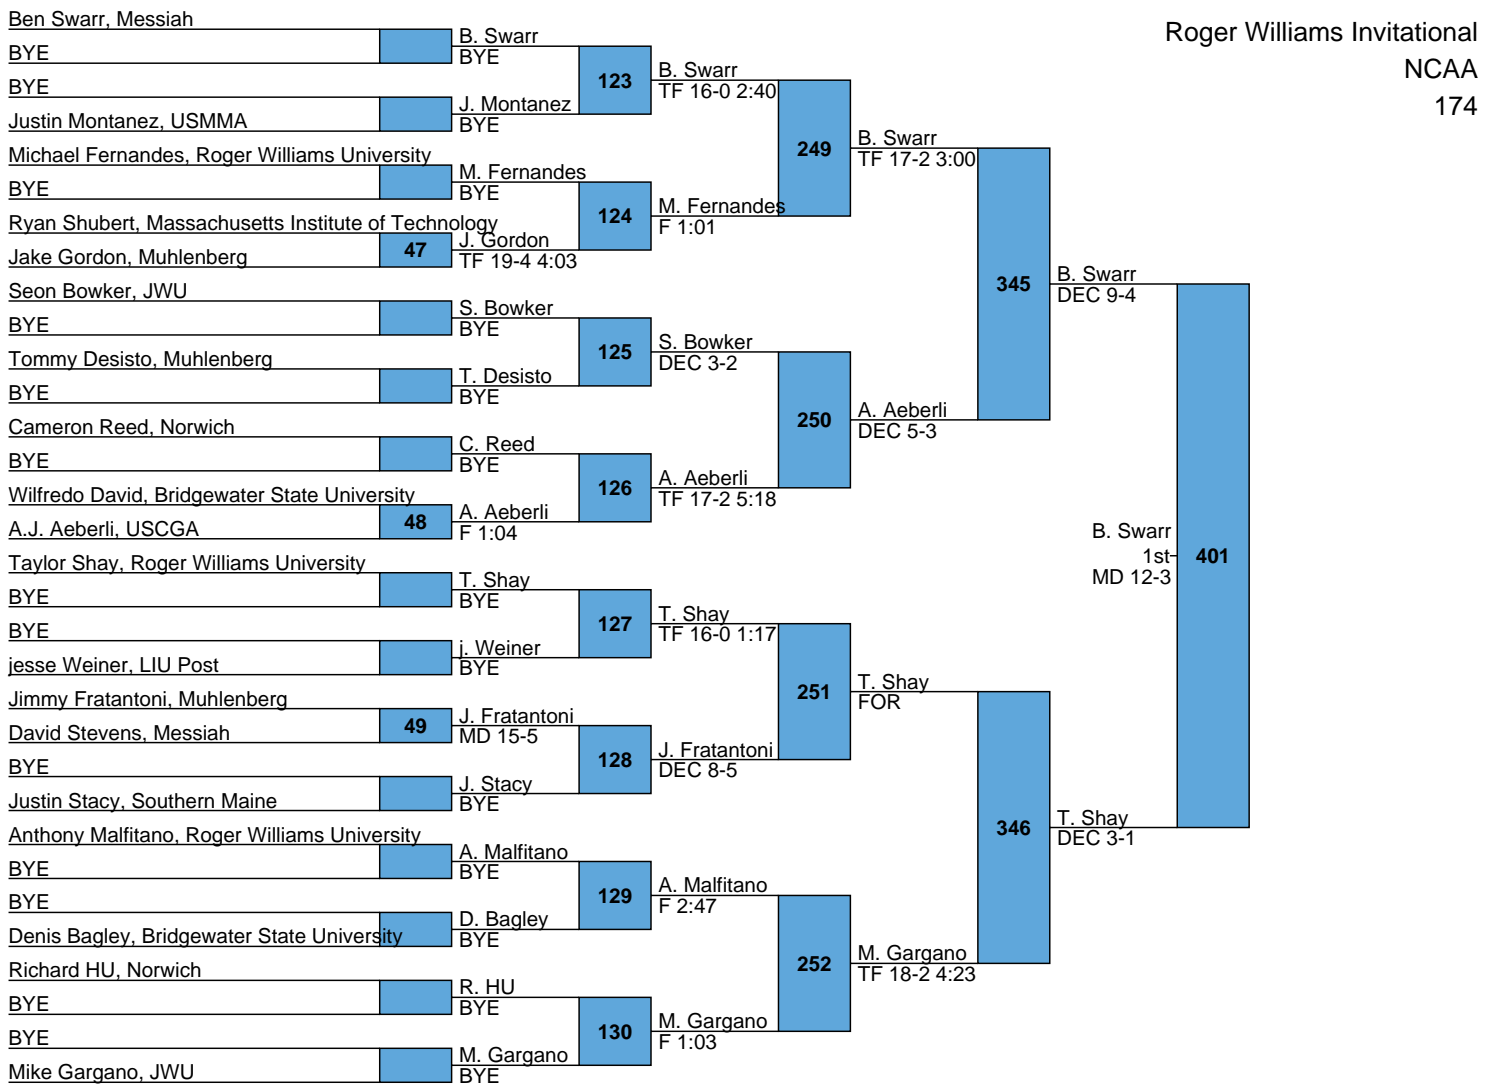 Roger Williams Invitational
NCAA
174
Ben Swarr, Messiah
BYE
BYE
Justin Montanez, USMMA
Michael Fernandes, Roger Williams University
BYE
Ryan Shubert, Massachusetts Institute of Technology
Jake Gordon, Muhlenberg
Seon Bowker, JWU
BYE
Tommy Desisto, Muhlenberg
BYE
Cameron Reed, Norwich
BYE
Wilfredo David, Bridgewater State University
A.J. Aeberli, USCGA
Taylor Shay, Roger Williams University
BYE
BYE
jesse Weiner, LIU Post
Jimmy Fratantoni, Muhlenberg
David Stevens, Messiah
BYE
Justin Stacy, Southern Maine
Anthony Malfitano, Roger Williams University
BYE
BYE
Denis Bagley, Bridgewater State University
Richard HU, Norwich
BYE
BYE
Mike Gargano, JWU
47
48
49
B. Swarr
BYE
J. Montanez
BYE
M. Fernandes
BYE
J. Gordon
TF 19-4 4:03
S. Bowker
BYE
T. Desisto
BYE
C. Reed
BYE
A. Aeberli
F 1:04
T. Shay
BYE
j. Weiner
BYE
J. Fratantoni
MD 15-5
J. Stacy
BYE
A. Malfitano
BYE
D. Bagley
BYE
R. HU
BYE
M. Gargano
BYE
123
124
125
126
127
128
129
130
B. Swarr
TF 16-0 2:40
M. Fernandes
F 1:01
S. Bowker
DEC 3-2
A. Aeberli
TF 17-2 5:18
T. Shay
TF 16-0 1:17
J. Fratantoni
DEC 8-5
A. Malfitano
F 2:47
M. Gargano
F 1:03
249
250
251
252
B. Swarr
TF 17-2 3:00
A. Aeberli
DEC 5-3
T. Shay
FOR
M. Gargano
TF 18-2 4:23
345
346
B. Swarr
DEC 9-4
T. Shay
DEC 3-1
B. Swarr
1st
MD 12-3
401